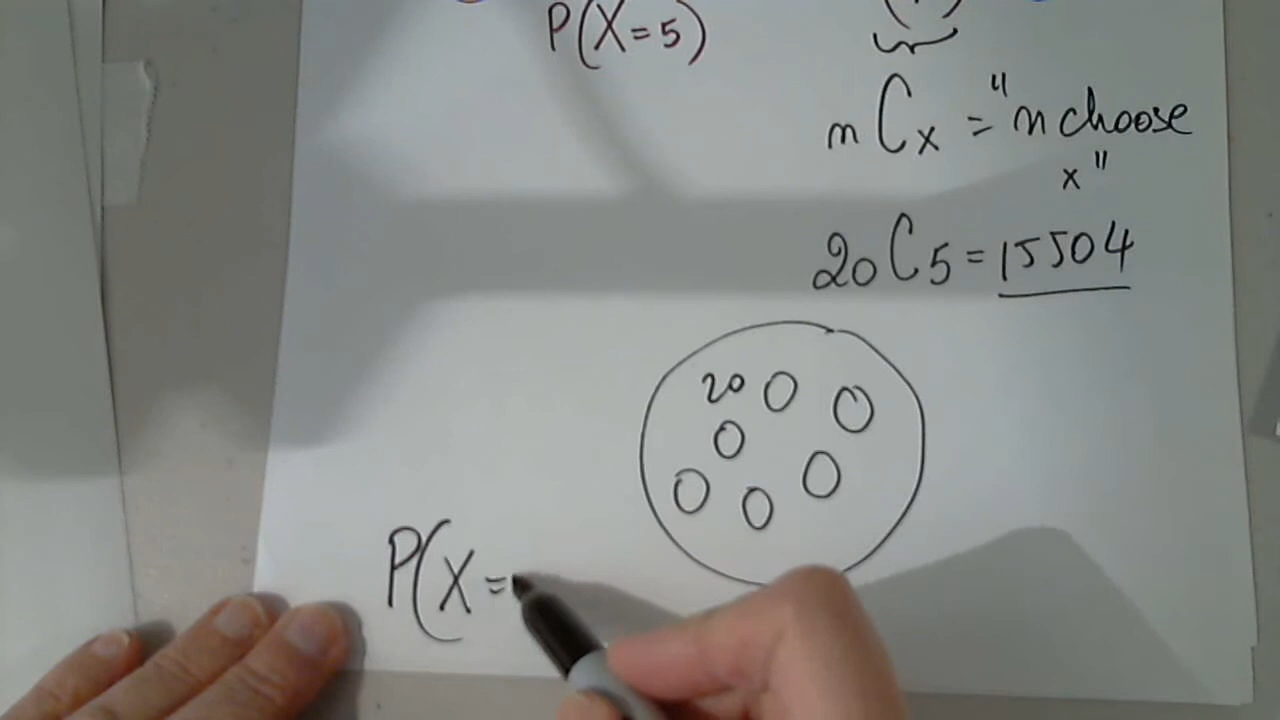 P(X=5)
nCx = "n choose
x"
20C5 = 15504
20
P(X =